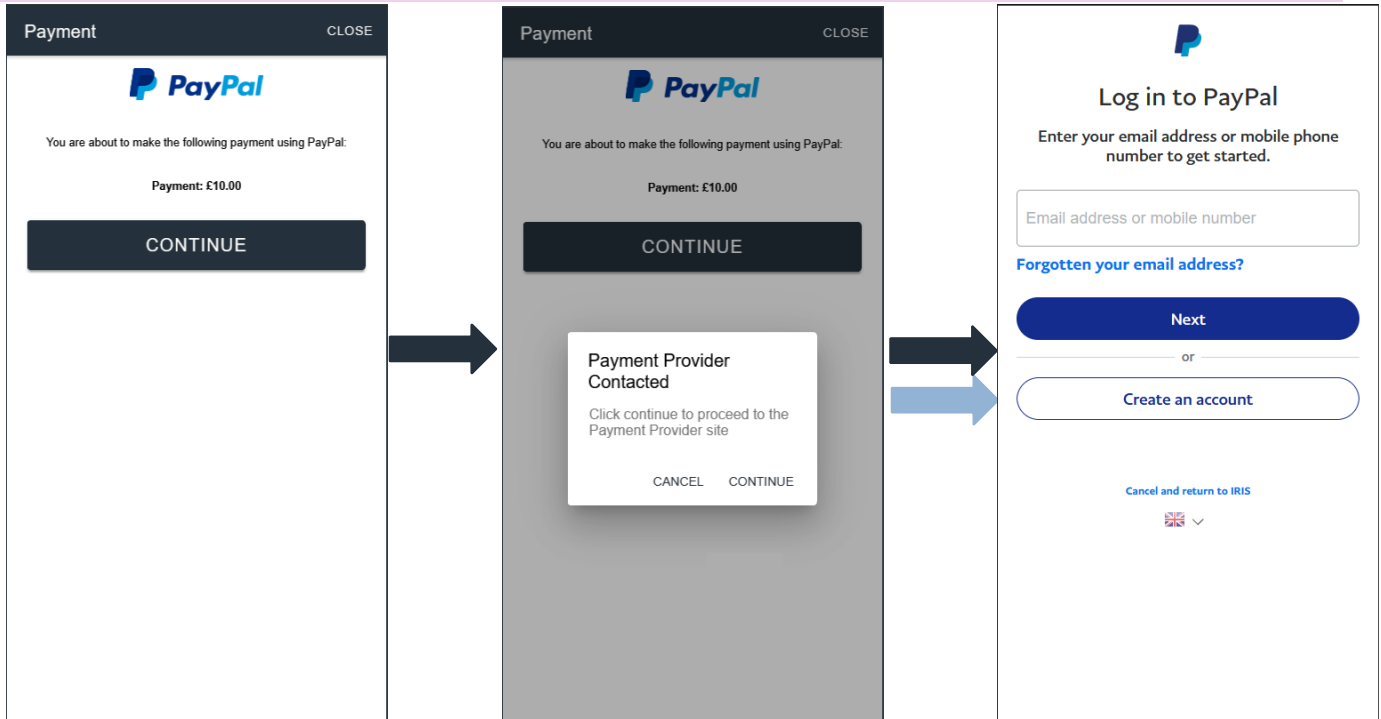 Payment CLOSE
PayPal
You are about to make the following payment using PayPal:
Payment: £10.00
CONTINUE
Payment CLOSE
PayPal
You are about to make the following payment using PayPal:
Payment: £10.00
CONTINUE
Payment Provider
Contacted
Click continue to proceed to the
Payment Provider site
CANCEL CONTINUE
Log in to PayPal
Enter your email address or mobile phone
number to get started.
Email address or mobile number
Forgotten your email address?
Next
or
Create an account
Cancel and return to IRIS